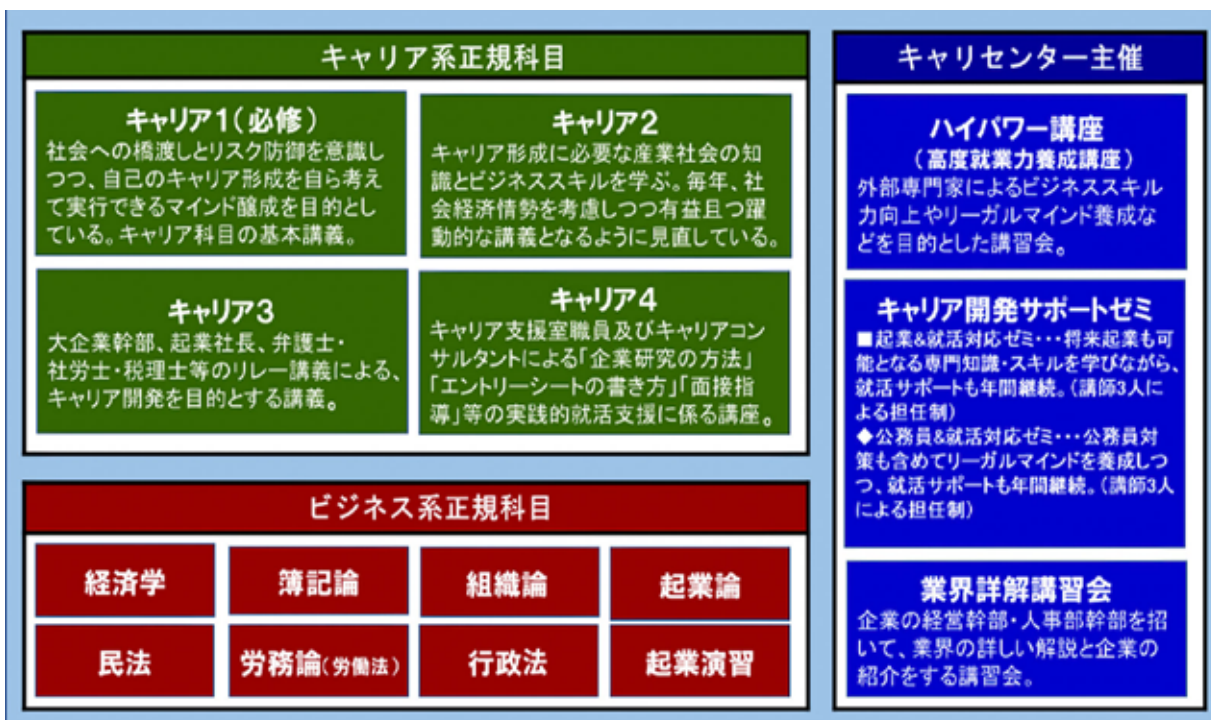 キャリア系正規科目
キャリア1(必修)
社会への橋渡しとリスク防御を意識し
つつ、自己のキャリア形成を自ら考え
て実行できるマインド醸成を目的とし
ている。キャリア科目の基本講義。
キャリア2
キャリア形成に必要な産業社会の知
識とビジネススキルを学ぶ。毎年、社
会経済情勢を考慮しつつ有益且つ躍
動的な講義となるように見直している。
キャリア3
大企業幹部、起業社長、弁護士・
社労士・税理士等のリレー講義による、
キャリア開発を目的とする講義。
キャリア4
キャリア支援室職員及びキャリアコン
サルタントによる「企業研究の方法」
「エントリーシートの書き方」「面接指
導」等の実践的就活支援に係る講座。
ビジネス系正規科目
経済学
簿記論
組織論
起業論
民法
労務論(労働法)
行政法
起業演習
キャリセンター主催
ハイパワー講座
(高度就業力養成講座)
外部専門家によるビジネススキル
力向上やリーガルマインド養成な
どを目的とした講習会。
キャリア開発サポートゼミ
■起業&就活対応ゼミ・・・将来起業も可
能となる専門知識・スキルを学びながら、
就活サポートも年間継続。(講師3人に
よる担任制)
◆公務員&就活対応ゼミ・・・公務員対
策も含めてリーガルマインドを養成しつ
つ、就活サポートも年間継続。(講師3人
による担任制)
業界詳解講習会
企業の経営幹部・人事部幹部を招
いて、業界の詳しい解説と企業の
紹介をする講習会。